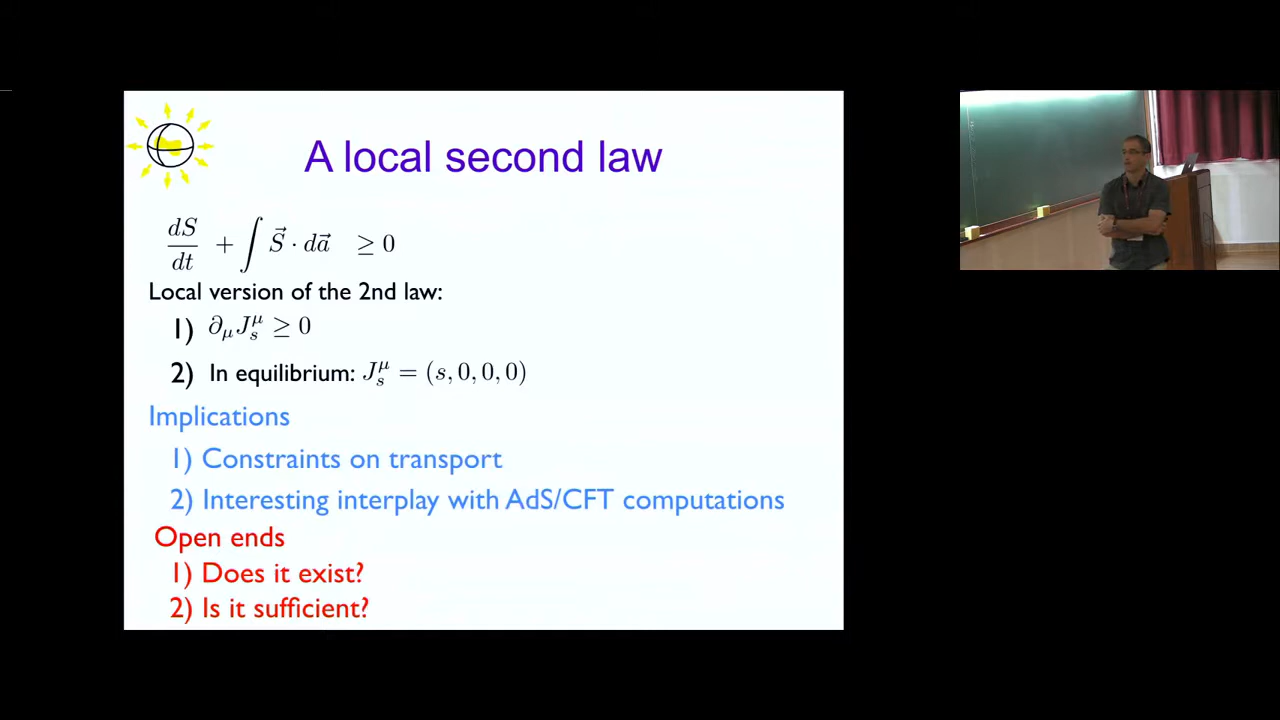 A local second law
dS/dt + ∫ S⃗ · da⃗ ≥ 0
Local version of the 2nd law:
1) ∂_μ J_s^μ ≥ 0
2) In equilibrium: J_s^μ = (s, 0, 0, 0)
Implications
1) Constraints on transport
2) Interesting interplay with AdS/CFT computations
Open ends
1) Does it exist?
2) Is it sufficient?